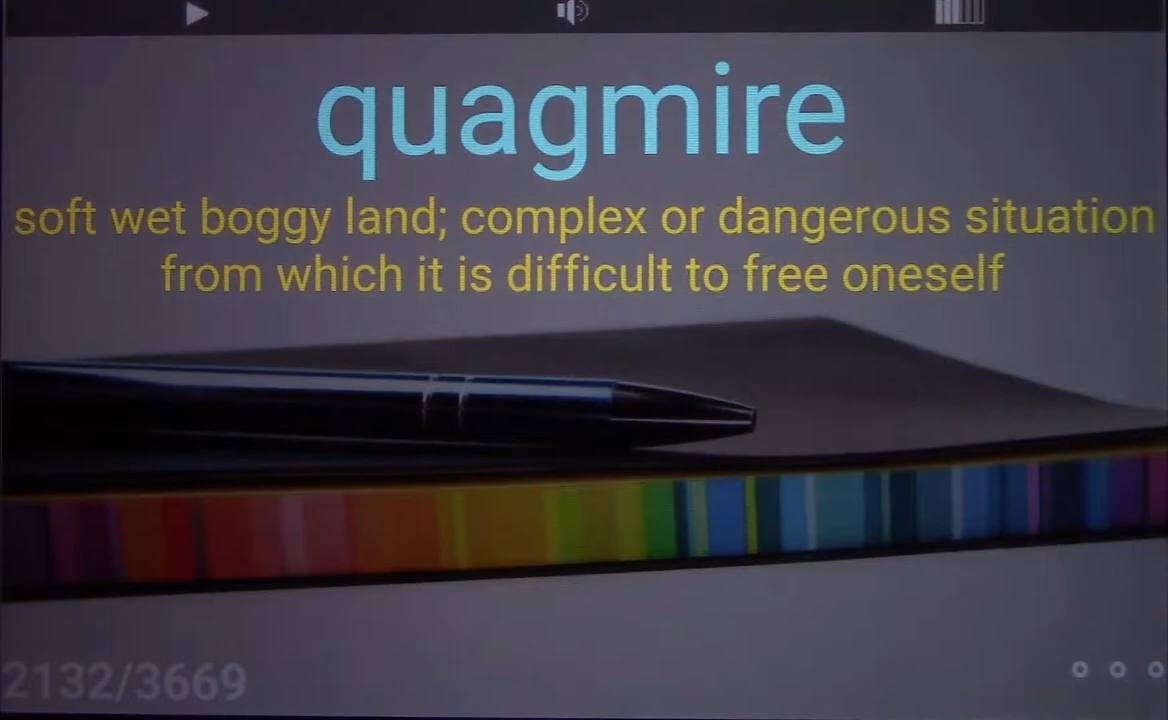 quagmire
soft wet boggy land; complex or dangerous situation
from which it is difficult to free oneself
2132/3669